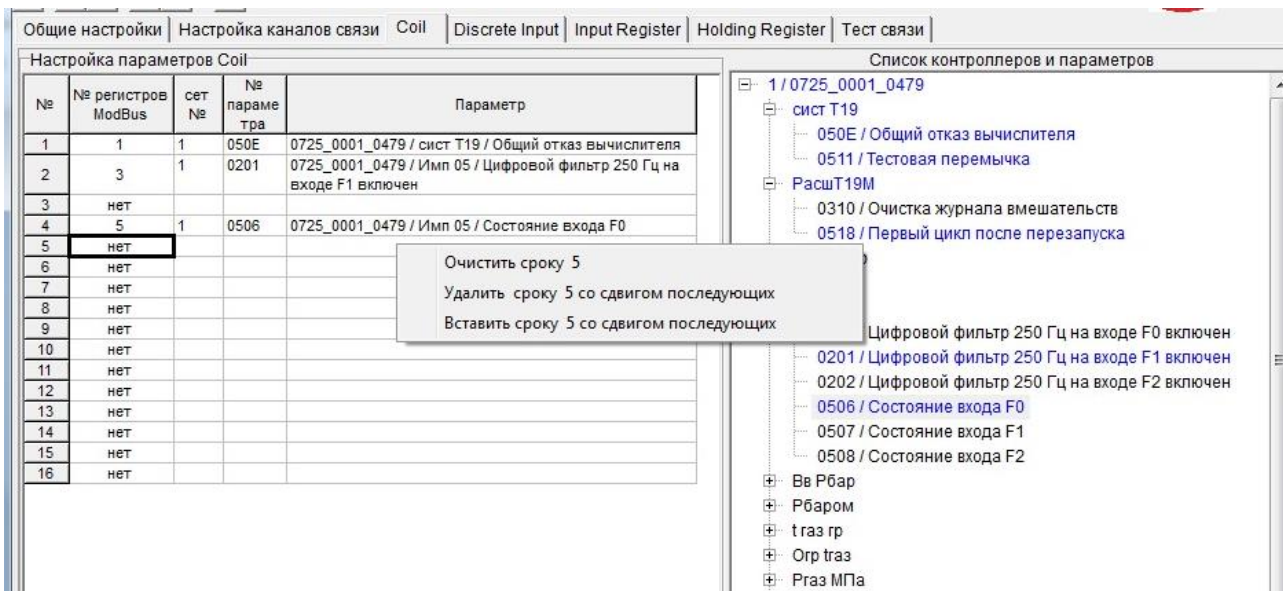 Общие настройки Настройка каналов связи Coil Discrete Input Input Register Holding Register Тест связи
Настройка параметров Coil
№ № регистров ModBus сет № № параме тра Параметр
1 1 1 050E 0725_0001_0479 / сист Т19 / Общий отказ вычислителя
2 3 1 0201 0725_0001_0479 / Имп 05 / Цифровой фильтр 250 Гц на
входе F1 включен
3 нет
4 5 1 0506 0725_0001_0479 / Имп 05 / Состояние входа F0
5 нет
6 нет
7 нет
8 нет
9 нет
10 нет
11 нет
12 нет
13 нет
14 нет
15 нет
16 нет
Очистить сроку 5
Удалить сроку 5 со сдвигом последующих
Вставить сроку 5 со сдвигом последующих
Список контроллеров и параметров
1 / 0725_0001_0479
сист Т19
050E / Общий отказ вычислителя
0511 / Тестовая перемычка
РасшТ19М
0310 / Очистка журнала вмешательств
0518 / Первый цикл после перезапуска
Цифровой фильтр 250 Гц на входе F0 включен
0201 / Цифровой фильтр 250 Гц на входе F1 включен
0202 / Цифровой фильтр 250 Гц на входе F2 включен
0506 / Состояние входа F0
0507 / Состояние входа F1
0508 / Состояние входа F2
Вв Рбар
Рбаром
t газ гр
Огр tгаз
Ргаз МПа